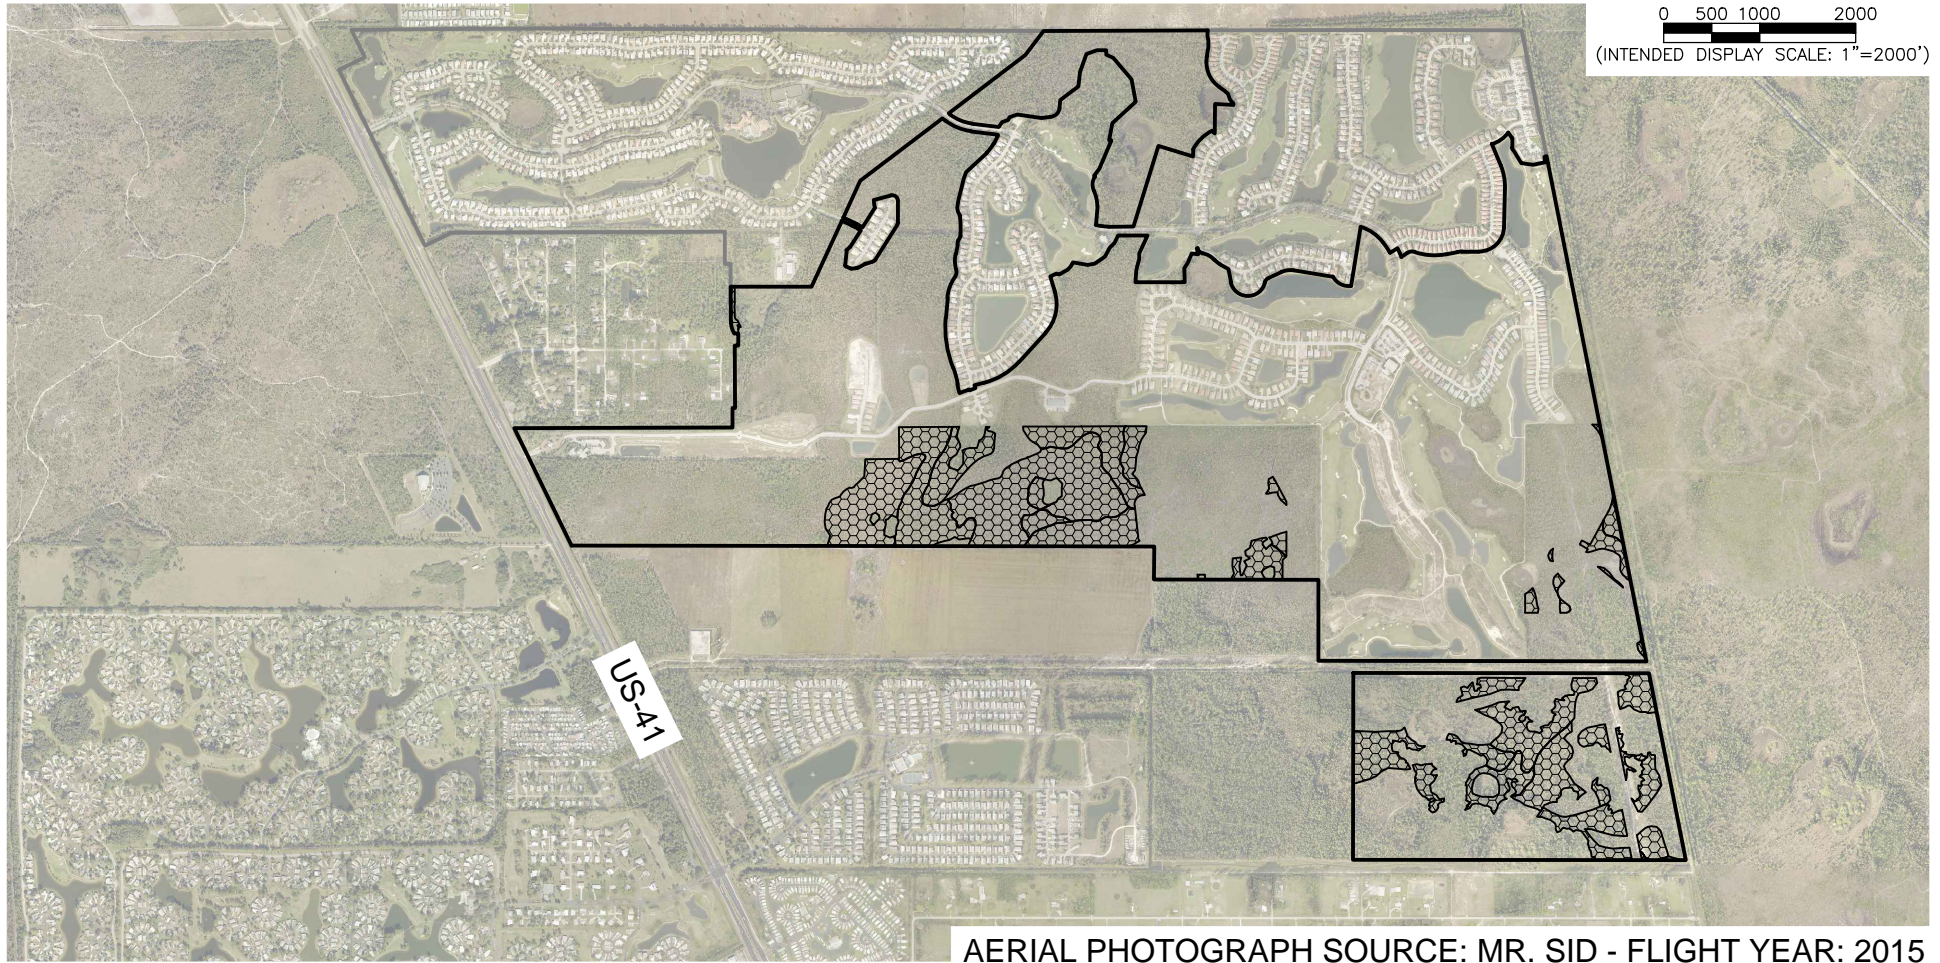 0 500 1000 2000
(INTENDED DISPLAY SCALE: 1"=2000')
US-41
AERIAL PHOTOGRAPH SOURCE: MR. SID - FLIGHT YEAR: 2015